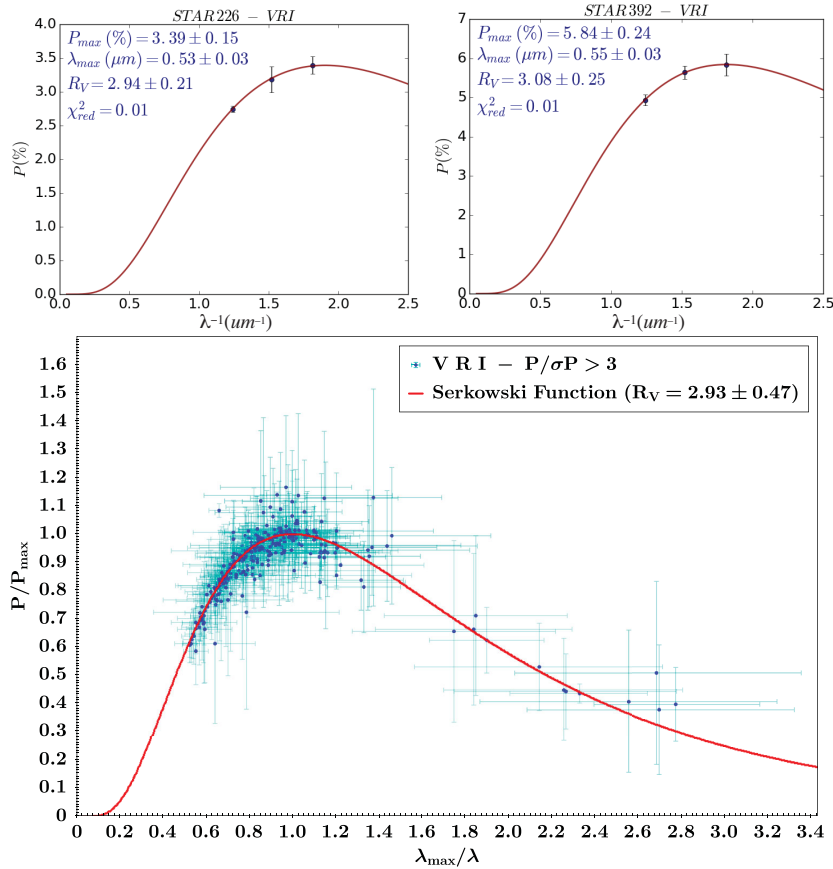 STAR226 − VRI
P_max (%) = 3.39 ± 0.15
λ_max (μm) = 0.53 ± 0.03
R_V = 2.94 ± 0.21
χ²_red = 0.01
4.0
3.5
3.0
2.5
2.0
1.5
1.0
0.5
0.0
P(%)
0.0 0.5 1.0 1.5 2.0 2.5
λ⁻¹(um⁻¹)
STAR392 − VRI
P_max (%) = 5.84 ± 0.24
λ_max (μm) = 0.55 ± 0.03
R_V = 3.08 ± 0.25
χ²_red = 0.01
7
6
5
4
3
2
1
0
P(%)
0.0 0.5 1.0 1.5 2.0 2.5
λ⁻¹(um⁻¹)
V R I − P/σP > 3
Serkowski Function (R_V = 2.93 ± 0.47)
1.6
1.5
1.4
1.3
1.2
1.1
1.0
0.9
0.8
0.7
0.6
0.5
0.4
0.3
0.2
0.1
0
P/P_max
0 0.2 0.4 0.6 0.8 1.0 1.2 1.4 1.6 1.8 2.0 2.2 2.4 2.6 2.8 3.0 3.2 3.4
λ_max/λ